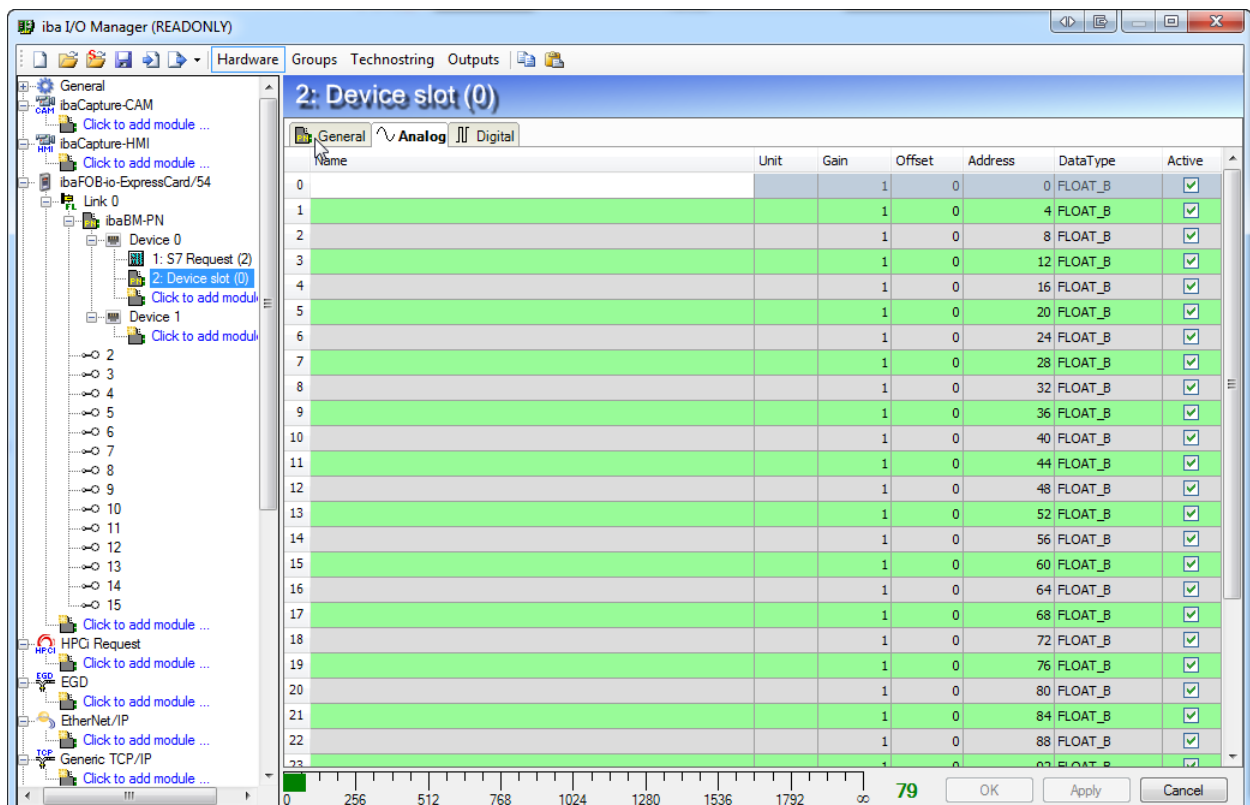 iba I/O Manager (READONLY)
Hardware Groups Technostring Outputs
General
CAM ibaCapture-CAM
Click to add module ...
HMI ibaCapture-HMI
Click to add module ...
ibaFOB-io-ExpressCard/54
FL Link 0
ibaBM-PN
Device 0
1: S7 Request (2)
2: Device slot (0)
Click to add modul
Device 1
Click to add modul
2
3
4
5
6
7
8
9
10
11
12
13
14
15
Click to add module ...
HPCi HPCi Request
Click to add module ...
EGD EGD
Click to add module ...
EtherNet/IP
Click to add module ...
TCP Generic TCP/IP
Click to add module ...
2: Device slot (0)
General Analog Digital
Name Unit Gain Offset Address DataType Active
0 1 0 0 FLOAT_B
1 1 0 4 FLOAT_B
2 1 0 8 FLOAT_B
3 1 0 12 FLOAT_B
4 1 0 16 FLOAT_B
5 1 0 20 FLOAT_B
6 1 0 24 FLOAT_B
7 1 0 28 FLOAT_B
8 1 0 32 FLOAT_B
9 1 0 36 FLOAT_B
10 1 0 40 FLOAT_B
11 1 0 44 FLOAT_B
12 1 0 48 FLOAT_B
13 1 0 52 FLOAT_B
14 1 0 56 FLOAT_B
15 1 0 60 FLOAT_B
16 1 0 64 FLOAT_B
17 1 0 68 FLOAT_B
18 1 0 72 FLOAT_B
19 1 0 76 FLOAT_B
20 1 0 80 FLOAT_B
21 1 0 84 FLOAT_B
22 1 0 88 FLOAT_B
23 1 0 92 FLOAT_B
0 256 512 768 1024 1280 1536 1792 ∞
79 OK Apply Cancel